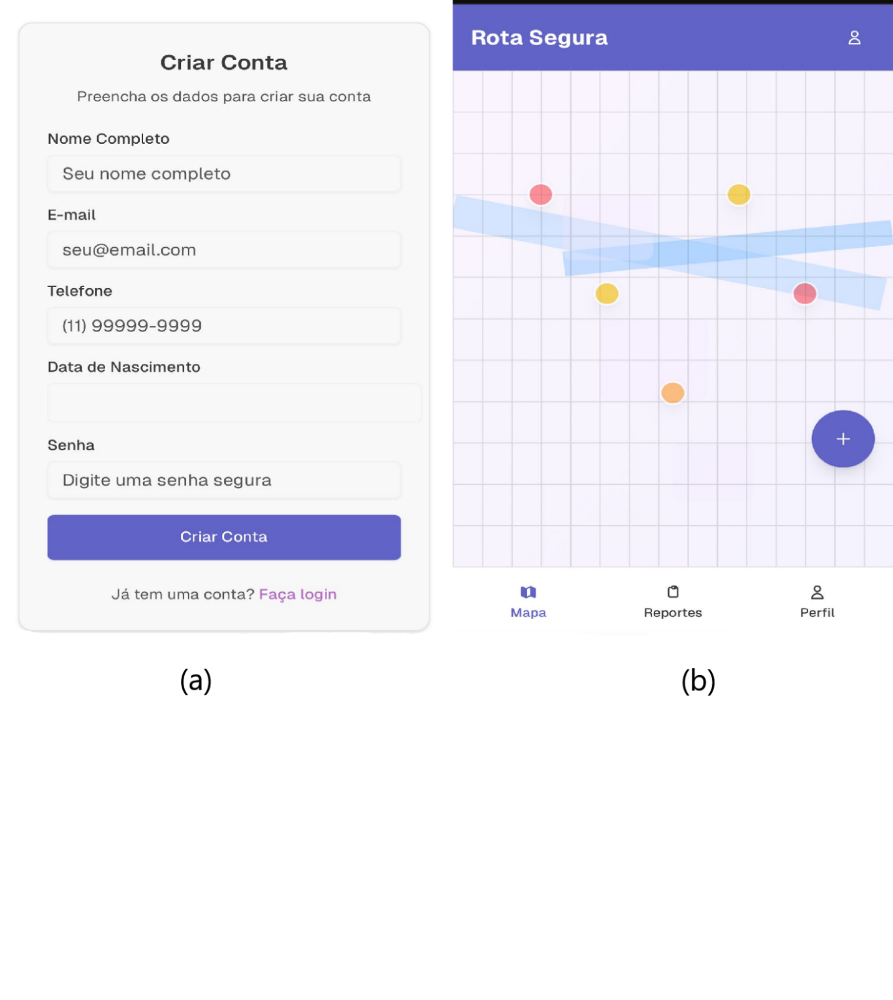 Criar Conta
Preencha os dados para criar sua conta
Nome Completo
Seu nome completo
E-mail
seu@email.com
Telefone
(11) 99999-9999
Data de Nascimento
Senha
Digite uma senha segura
Criar Conta
Já tem uma conta? Faça login
(a)
Rota Segura
+
Mapa
Reportes
Perfil
(b)